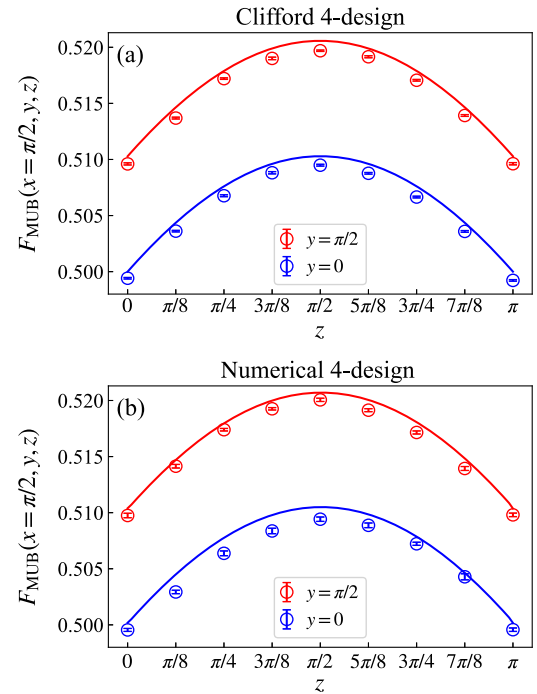 Clifford 4-design
(a)
F_MUB(x = π/2, y, z)
0.520
0.515
0.510
0.505
0.500
y = π/2
y = 0
0 π/8 π/4 3π/8 π/2 5π/8 3π/4 7π/8 π
z
Numerical 4-design
(b)
F_MUB(x = π/2, y, z)
0.520
0.515
0.510
0.505
0.500
y = π/2
y = 0
0 π/8 π/4 3π/8 π/2 5π/8 3π/4 7π/8 π
z